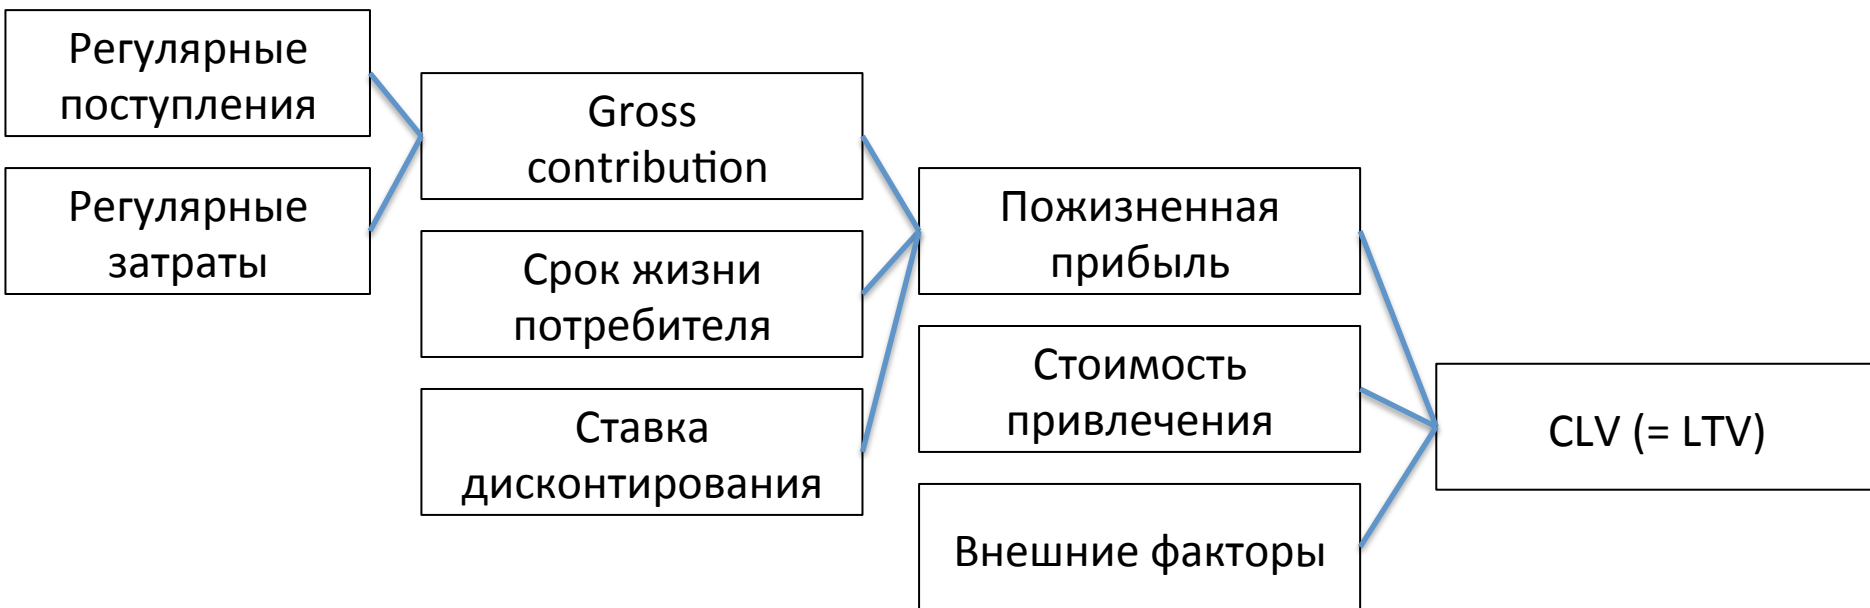 Регулярные
поступления
Регулярные
затраты
Gross
contribution
Срок жизни
потребителя
Ставка
дисконтирования
Пожизненная
прибыль
Стоимость
привлечения
Внешние факторы
CLV (= LTV)